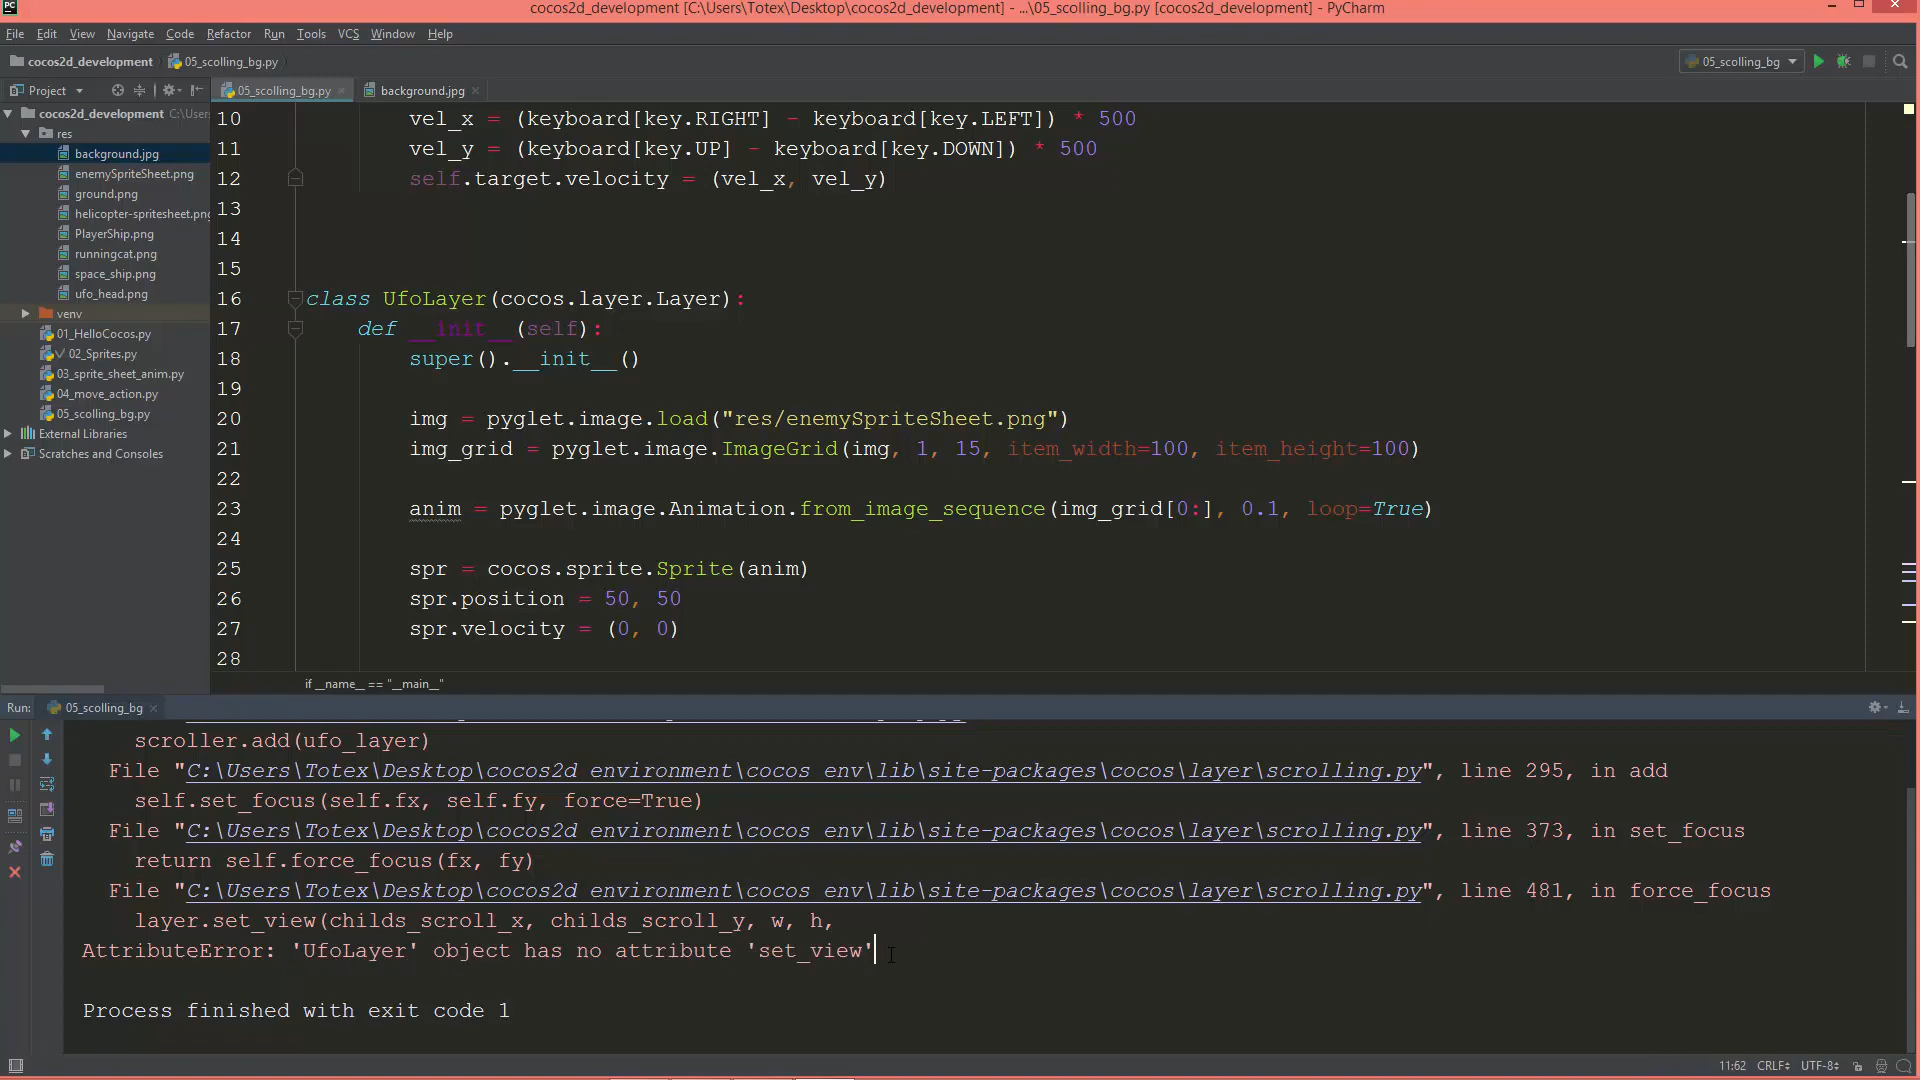 PC cocos2d_development [C:\Users\Totex\Desktop\cocos2d_development] - ...\05_scolling_bg.py [cocos2d_development] - PyCharm
File Edit View Navigate Code Refactor Run Tools VCS Window Help
cocos2d_development 05_scolling_bg.py 05_scolling_bg
Project 05_scolling_bg.py background.jpg
cocos2d_development C:\User
res
background.jpg
enemySpriteSheet.png
ground.png
helicopter-spritesheet.png
PlayerShip.png
runningcat.png
space_ship.png
ufo_head.png
venv
01_HelloCocos.py
02_Sprites.py
03_sprite_sheet_anim.py
04_move_action.py
05_scolling_bg.py
External Libraries
Scratches and Consoles
10 vel_x = (keyboard[key.RIGHT] - keyboard[key.LEFT]) * 500
11 vel_y = (keyboard[key.UP] - keyboard[key.DOWN]) * 500
12 self.target.velocity = (vel_x, vel_y)
13
14
15
16 class UfoLayer(cocos.layer.Layer):
17 def __init__(self):
18 super().__init__()
19
20 img = pyglet.image.load("res/enemySpriteSheet.png")
21 img_grid = pyglet.image.ImageGrid(img, 1, 15, item_width=100, item_height=100)
22
23 anim = pyglet.image.Animation.from_image_sequence(img_grid[0:], 0.1, loop=True)
24
25 spr = cocos.sprite.Sprite(anim)
26 spr.position = 50, 50
27 spr.velocity = (0, 0)
28
if __name__ == "__main__"
Run: 05_scolling_bg
scroller.add(ufo_layer)
File "C:\Users\Totex\Desktop\cocos2d_environment\cocos_env\lib\site-packages\cocos\layer\scrolling.py", line 295, in add
self.set_focus(self.fx, self.fy, force=True)
File "C:\Users\Totex\Desktop\cocos2d_environment\cocos_env\lib\site-packages\cocos\layer\scrolling.py", line 373, in set_focus
return self.force_focus(fx, fy)
File "C:\Users\Totex\Desktop\cocos2d_environment\cocos_env\lib\site-packages\cocos\layer\scrolling.py", line 481, in force_focus
layer.set_view(childs_scroll_x, childs_scroll_y, w, h,
AttributeError: 'UfoLayer' object has no attribute 'set_view'
Process finished with exit code 1
11:62 CRLF UTF-8